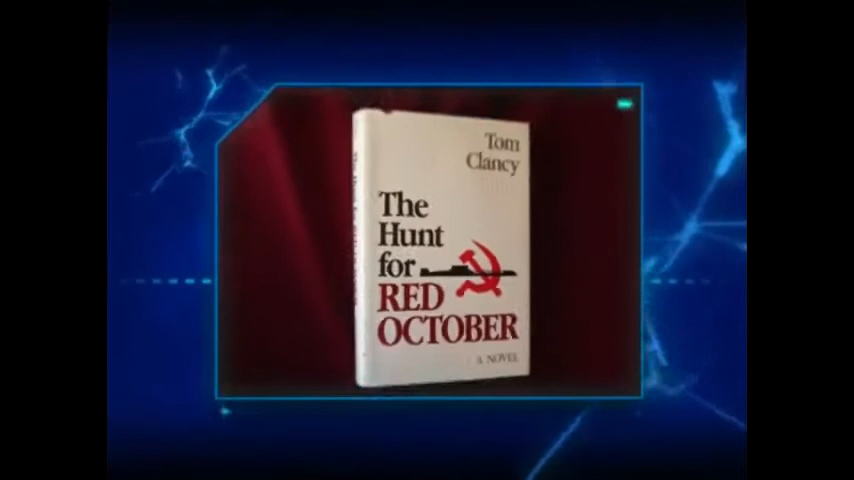 Tom
Clancy
The
Hunt
for
RED
OCTOBER
A NOVEL